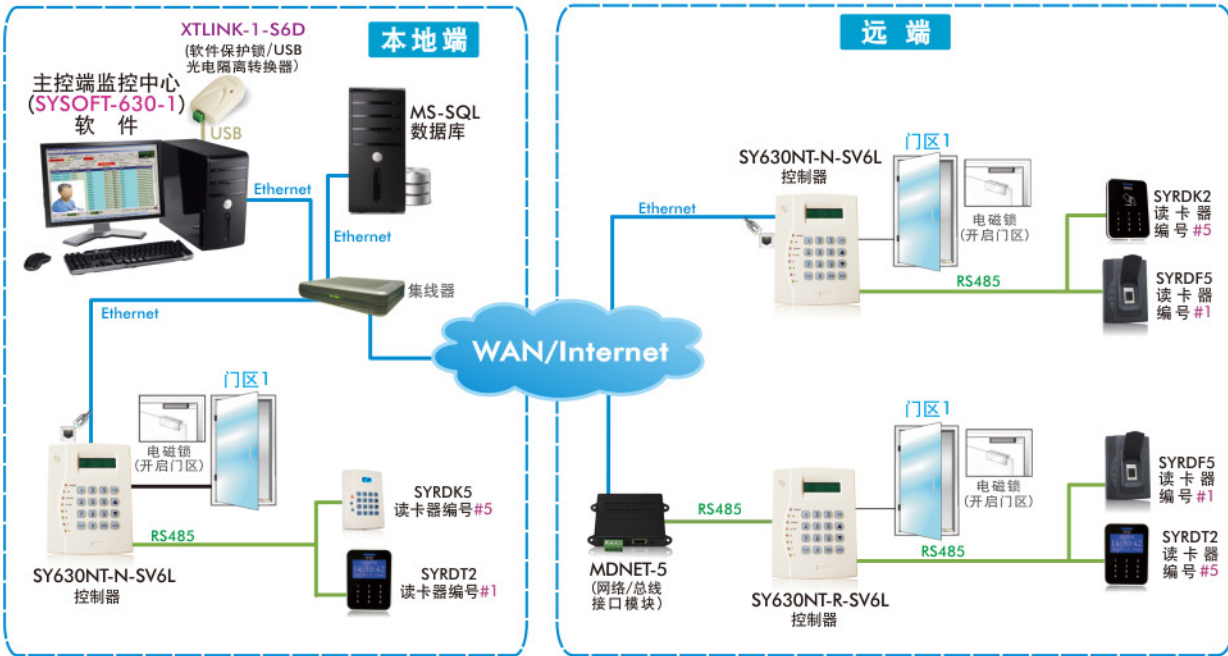 本地端
XTLINK-1-S6D
(软件保护锁/USB
光电隔离转换器)
主控端监控中心
(SYSOFT-630-1)
软 件
USB
MS-SQL
数据库
Ethernet
Ethernet
集线器
Ethernet
WAN/Internet
门区1
电磁锁
(开启门区)
SYRDK5
读卡器编号#5
RS485
SYRDT2
读卡器编号#1
SY630NT-N-SV6L
控制器
远 端
SY630NT-N-SV6L
控制器
门区1
Ethernet
电磁锁
(开启门区)
SYRDK2
读 卡 器
编 号 #5
RS485
SYRDF5
读 卡 器
编 号 #1
门区1
电磁锁
(开启门区)
SYRDF5
读 卡 器
编 号 #1
RS485
RS485
SYRDT2
读 卡 器
编 号 #5
MDNET-5
(网络/总线
接口模块)
SY630NT-R-SV6L
控制器
14:30:42
14:30:42